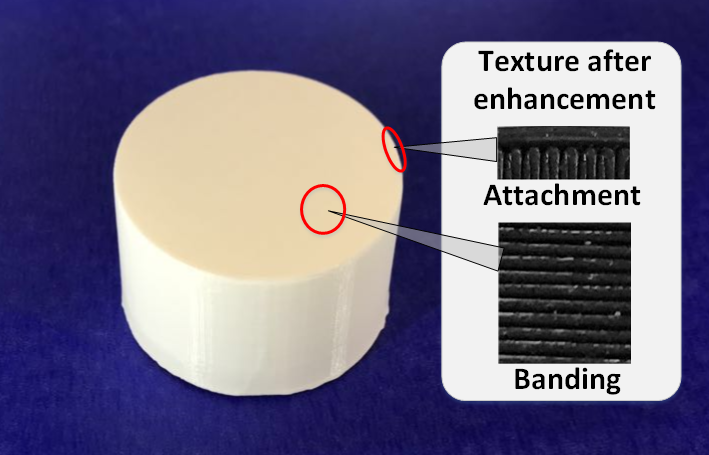 Texture after
enhancement
Attachment
Banding